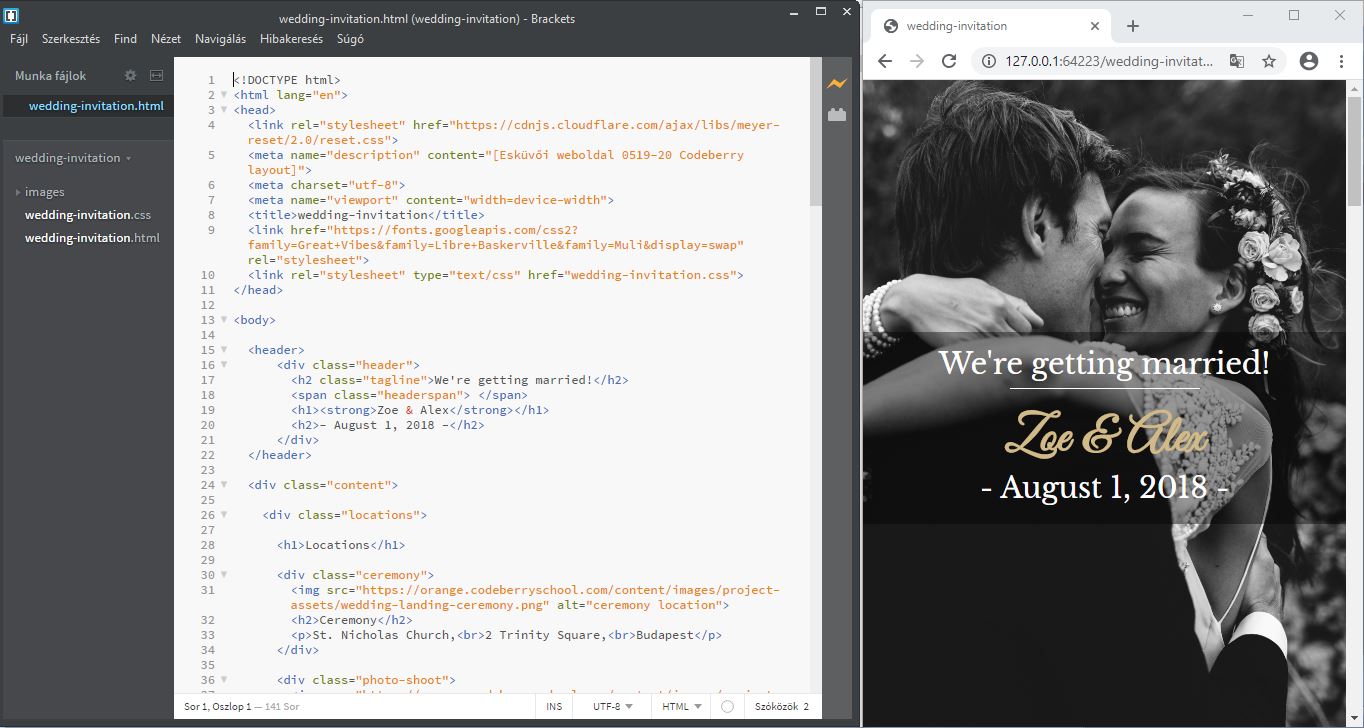 wedding-invitation.html (wedding-invitation) - Brackets
Fájl Szerkesztés Find Nézet Navigálás Hibakeresés Súgó
Munka fájlok
wedding-invitation.html
wedding-invitation
images
wedding-invitation.css
wedding-invitation.html
1 <!DOCTYPE html>
2 <html lang="en">
3 <head>
4 <link rel="stylesheet" href="https://cdnjs.cloudflare.com/ajax/libs/meyer-
reset/2.0/reset.css">
5 <meta name="description" content="[Esküvői weboldal 0519-20 Codeberry
layout]">
6 <meta charset="utf-8">
7 <meta name="viewport" content="width=device-width">
8 <title>wedding-invitation</title>
9 <link href="https://fonts.googleapis.com/css2?
family=Great+Vibes&family=Libre+Baskerville&family=Muli&display=swap"
rel="stylesheet">
10 <link rel="stylesheet" type="text/css" href="wedding-invitation.css">
11 </head>
12
13 <body>
14
15 <header>
16 <div class="header">
17 <h2 class="tagline">We're getting married!</h2>
18 <span class="headerspan"> </span>
19 <h1><strong>Zoe & Alex</strong></h1>
20 <h2>- August 1, 2018 -</h2>
21 </div>
22 </header>
23
24 <div class="content">
25
26 <div class="locations">
27
28 <h1>Locations</h1>
29
30 <div class="ceremony">
31 <img src="https://orange.codeberryschool.com/content/images/project-
assets/wedding-landing-ceremony.png" alt="ceremony location">
32 <h2>Ceremony</h2>
33 <p>St. Nicholas Church,<br>2 Trinity Square,<br>Budapest</p>
34 </div>
35
36 <div class="photo-shoot">
Sor 1, Oszlop 1 — 141 Sor
INS UTF-8 HTML Szóközök 2
wedding-invitation
127.0.0.1:64223/wedding-invitat...
We're getting married!
Zoe & Alex
- August 1, 2018 -